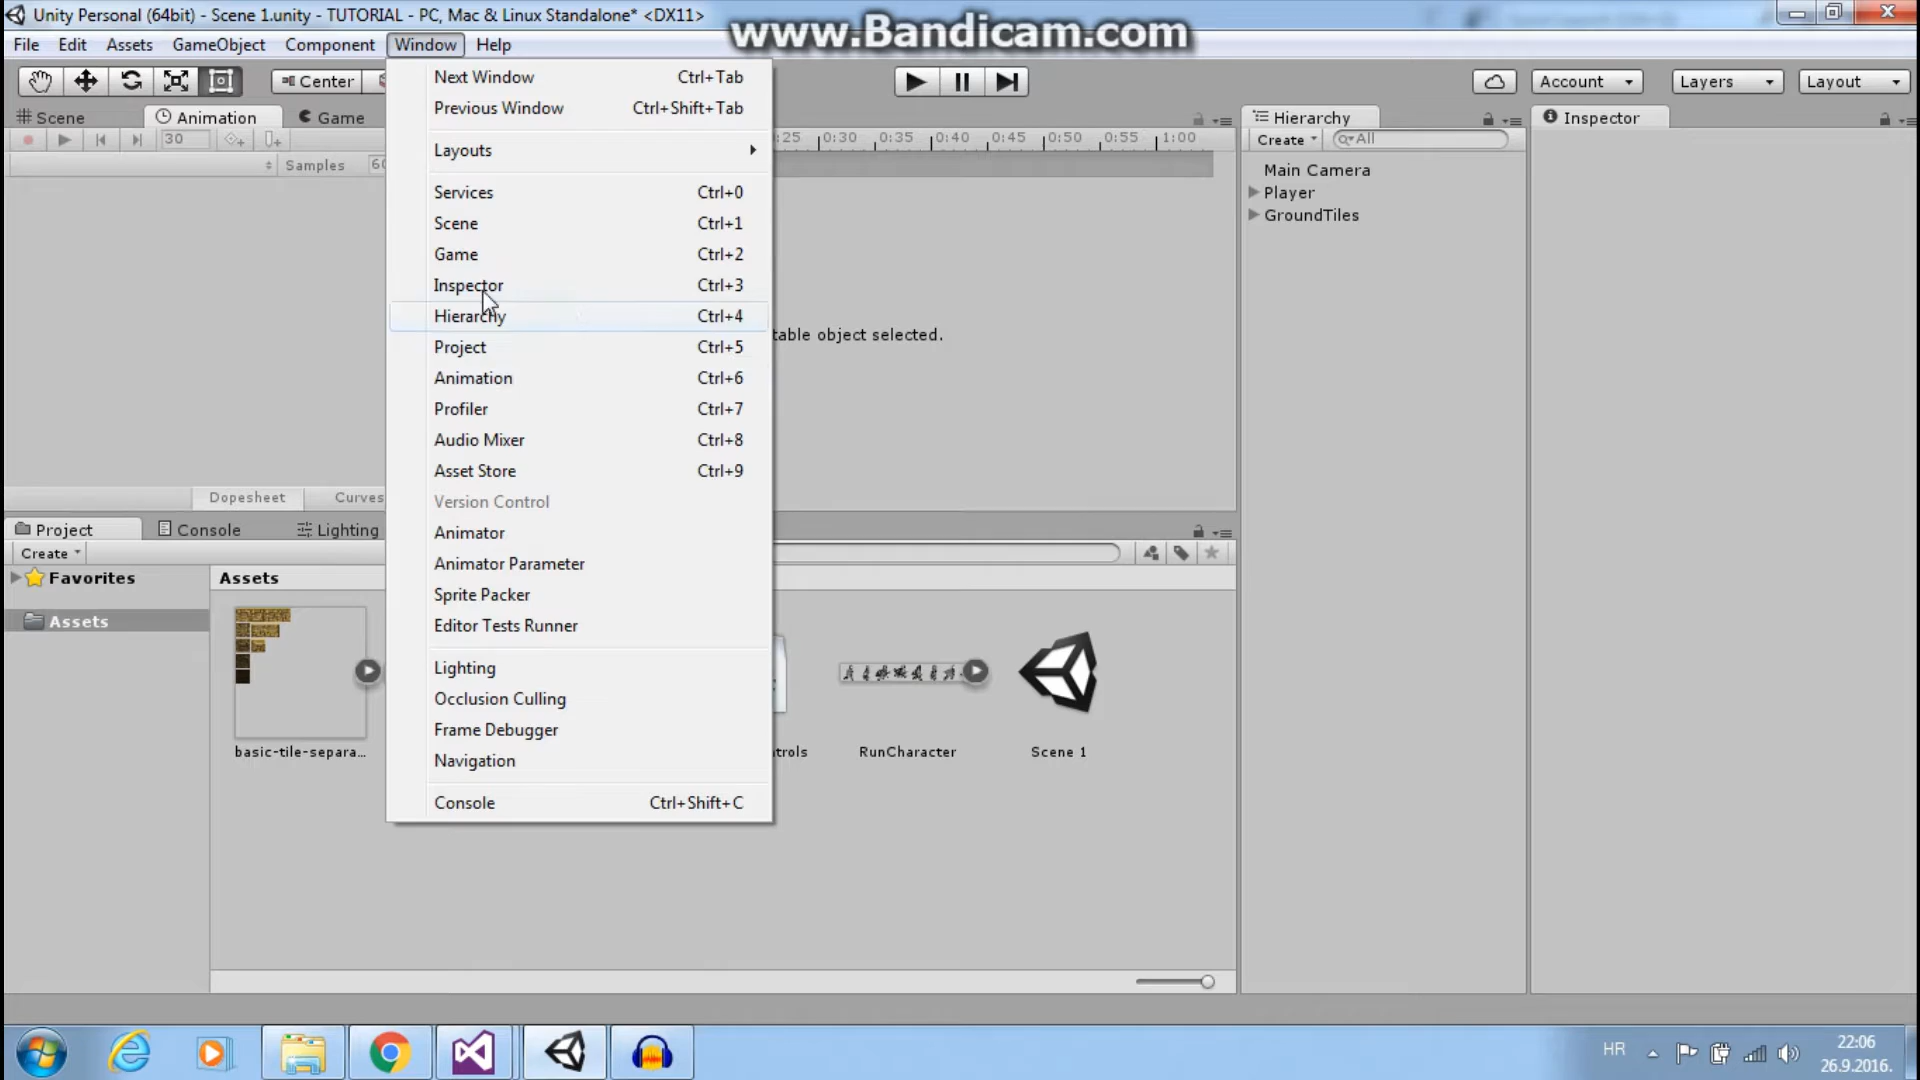 Unity Personal (64bit) - Scene 1.unity - TUTORIAL - PC, Mac & Linux Standalone* <DX11>
www.Bandicam.com
File Edit Assets GameObject Component Window Help
Center
Account Layers Layout
Scene Animation Game
30
Samples 60
:25 0:30 0:35 0:40 0:45 0:50 0:55 1:00
Next Window Ctrl+Tab
Previous Window Ctrl+Shift+Tab
Layouts
Services Ctrl+0
Scene Ctrl+1
Game Ctrl+2
Inspector Ctrl+3
Hierarchy Ctrl+4
Project Ctrl+5
Animation Ctrl+6
Profiler Ctrl+7
Audio Mixer Ctrl+8
Asset Store Ctrl+9
Version Control
Animator
Animator Parameter
Sprite Packer
Editor Tests Runner
Lighting
Occlusion Culling
Frame Debugger
Navigation
Console Ctrl+Shift+C
table object selected.
Hierarchy
Create All
Main Camera
Player
GroundTiles
Inspector
Dopesheet Curves
Project Console Lighting
Create
Favorites
Assets
Assets
basic-tile-separa...
trols
RunCharacter
Scene 1
HR
22:06
26.9.2016.